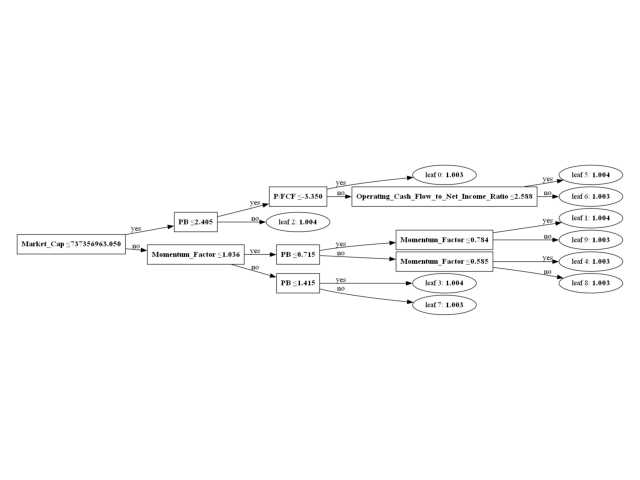 yes
leaf 0: 1.003
yes
leaf 5: 1.004
P/FCF ≤-3.350
no
Operating_Cash_Flow_to_Net_Income_Ratio ≤2.588
no
leaf 6: 1.003
yes
PB ≤2.405
no
leaf 2: 1.004
yes
leaf 1: 1.004
yes
Market_Cap ≤737356963.050
yes
Momentum_Factor ≤0.784
no
leaf 9: 1.003
no
Momentum_Factor ≤1.036
yes
PB ≤0.715
no
Momentum_Factor ≤0.585
yes
leaf 4: 1.003
no
PB ≤1.415
yes
leaf 3: 1.004
no
leaf 8: 1.003
no
leaf 7: 1.003